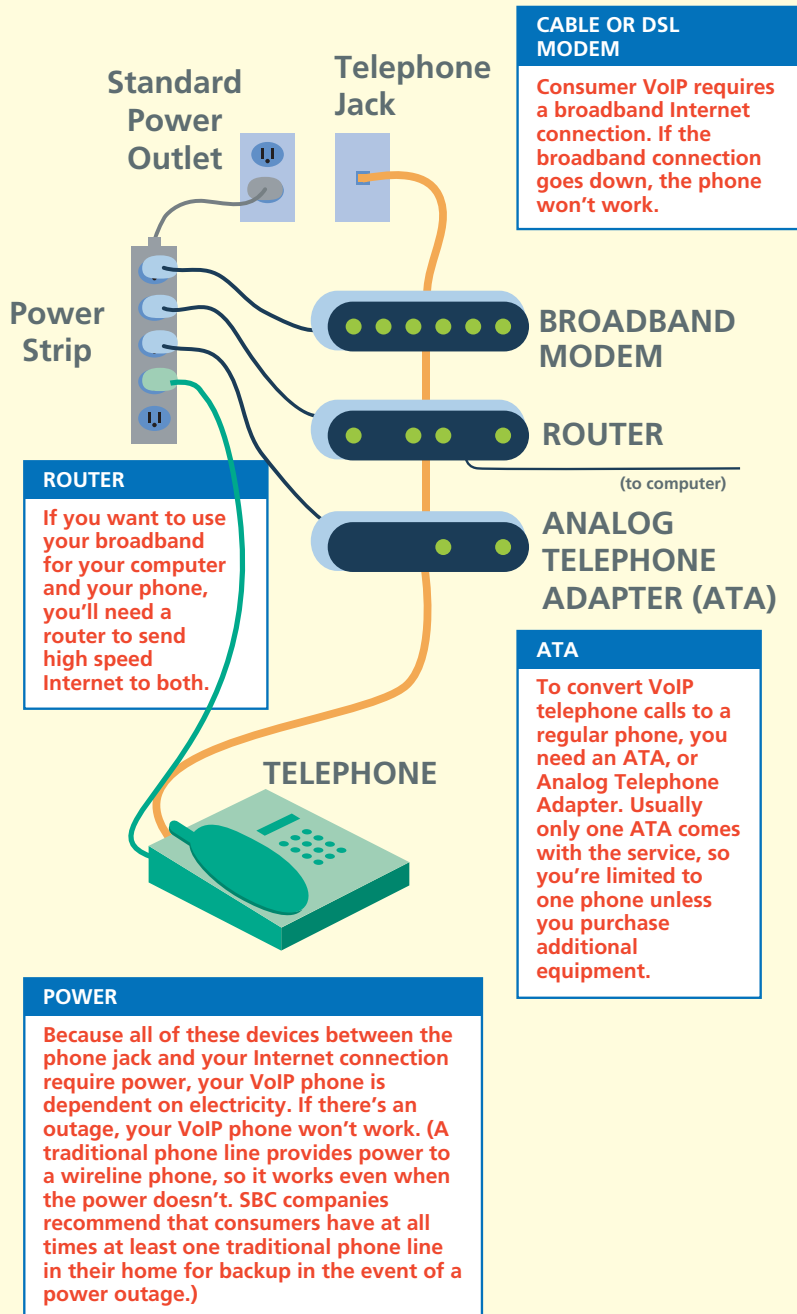 Standard
Power
Outlet
Telephone
Jack
CABLE OR DSL
MODEM
Consumer VoIP requires
a broadband Internet
connection. If the
broadband connection
goes down, the phone
won't work.
Power
Strip
BROADBAND
MODEM
ROUTER
(to computer)
ROUTER
If you want to use
your broadband
for your computer
and your phone,
you'll need a
router to send
high speed
Internet to both.
ANALOG
TELEPHONE
ADAPTER (ATA)
ATA
To convert VoIP
telephone calls to a
regular phone, you
need an ATA, or
Analog Telephone
Adapter. Usually
only one ATA comes
with the service, so
you're limited to
one phone unless
you purchase
additional
equipment.
TELEPHONE
POWER
Because all of these devices between the
phone jack and your Internet connection
require power, your VoIP phone is
dependent on electricity. If there's an
outage, your VoIP phone won't work. (A
traditional phone line provides power to
a wireline phone, so it works even when
the power doesn't. SBC companies
recommend that consumers have at all
times at least one traditional phone line
in their home for backup in the event of a
power outage.)